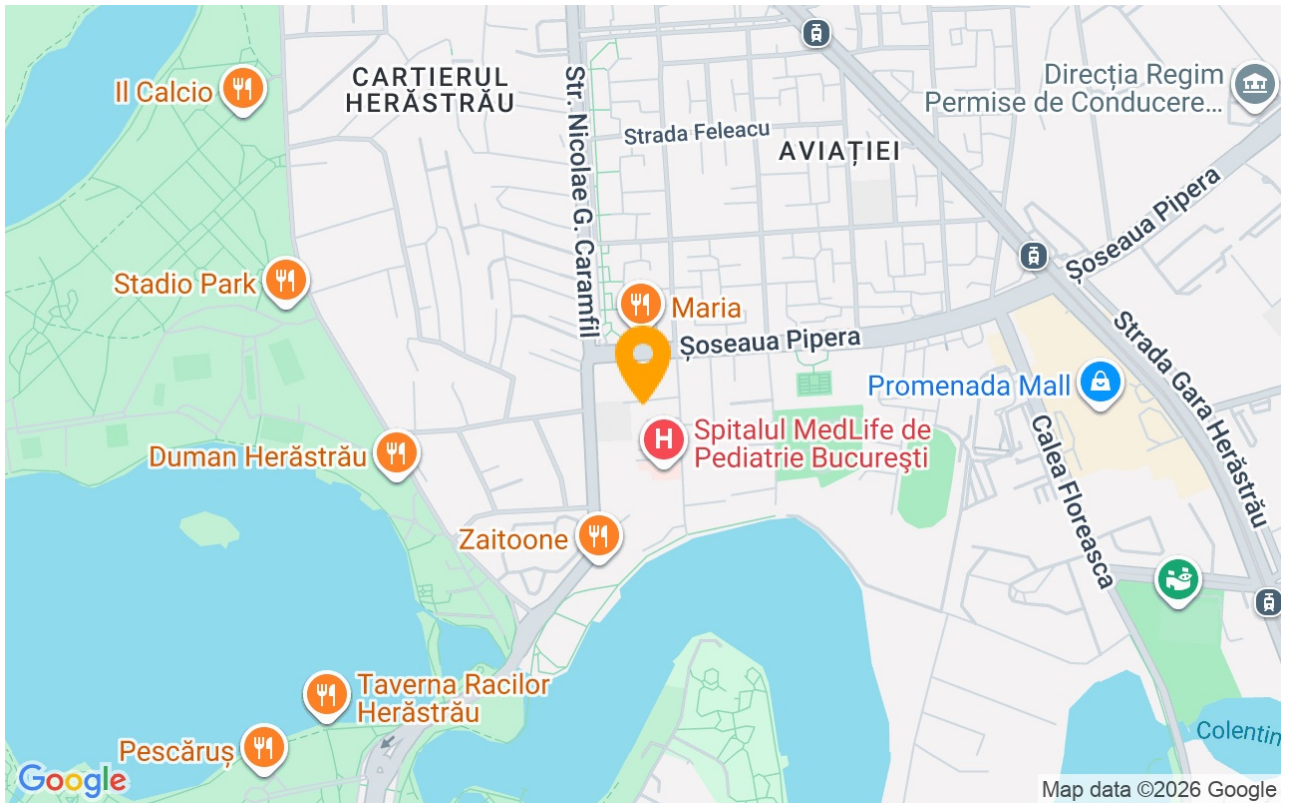 Il Calcio
CARTIERUL
HERĂSTRĂU
Str. Nicolae G. Caramfil
Strada Feleacu
AVIAȚIEI
Direcția Regim
Permise de Conducere...
Șoseaua Pipera
Stadio Park
Maria
Șoseaua Pipera
Strada Gara Herăstrău
Promenada Mall
Calea Floreasca
H
Spitalul MedLife de
Pediatrie Bucureşti
Duman Herăstrău
Zaitoone
Taverna Racilor
Herăstrău
Pescăruș
Colentin
Google
Map data ©2026 Google